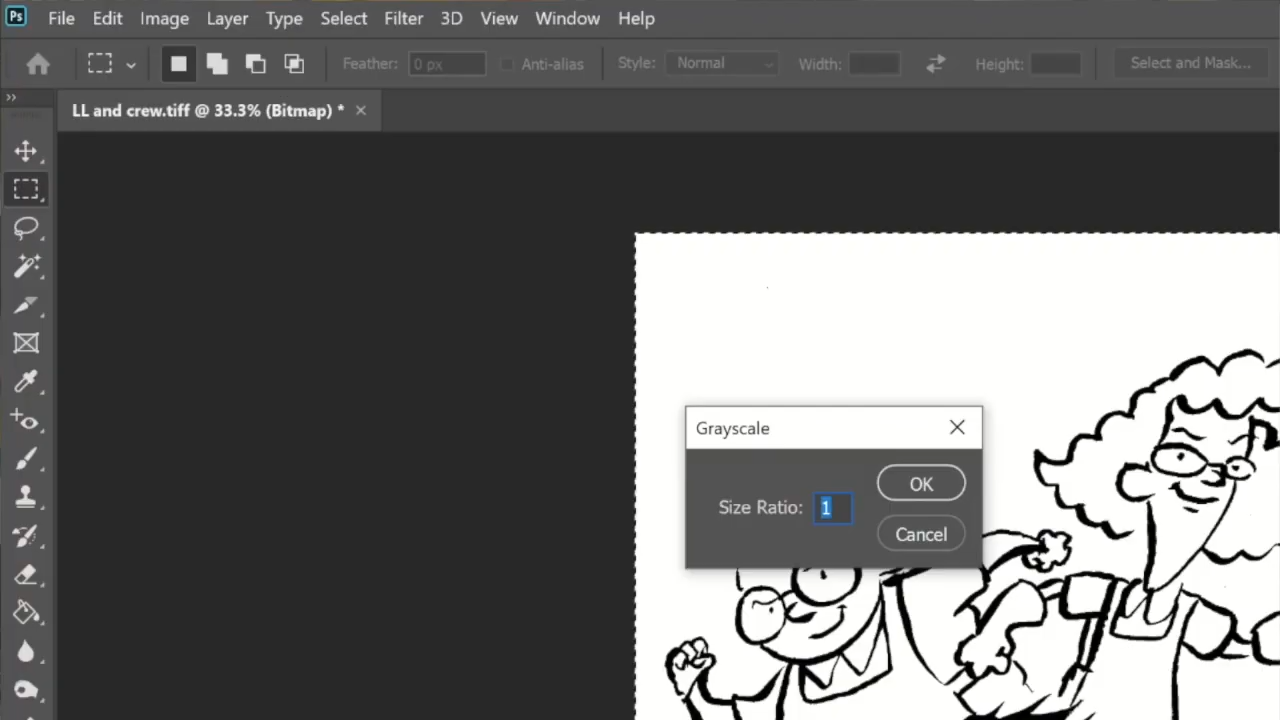 Ps File Edit Image Layer Type Select Filter 3D View Window Help
Feather: 0 px Anti-alias Style: Normal Width: Height: Select and Mask...
LL and crew.tiff @ 33.3% (Bitmap) *
Grayscale
Size Ratio: 1
OK
Cancel